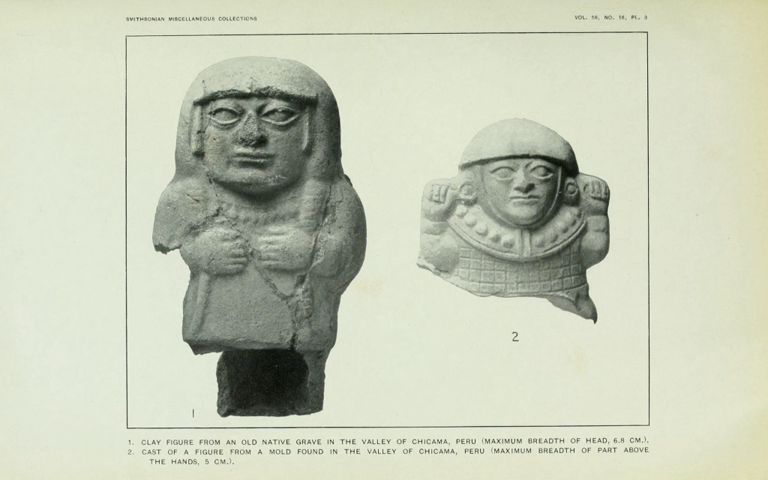 SMITHSONIAN MISCELLANEOUS COLLECTIONS
VOL. 56, NO. 16, PL. 3
1
2
1. CLAY FIGURE FROM AN OLD NATIVE GRAVE IN THE VALLEY OF CHICAMA, PERU (MAXIMUM BREADTH OF HEAD, 6.8 CM.).
2. CAST OF A FIGURE FROM A MOLD FOUND IN THE VALLEY OF CHICAMA, PERU (MAXIMUM BREADTH OF PART ABOVE
THE HANDS, 5 CM.).